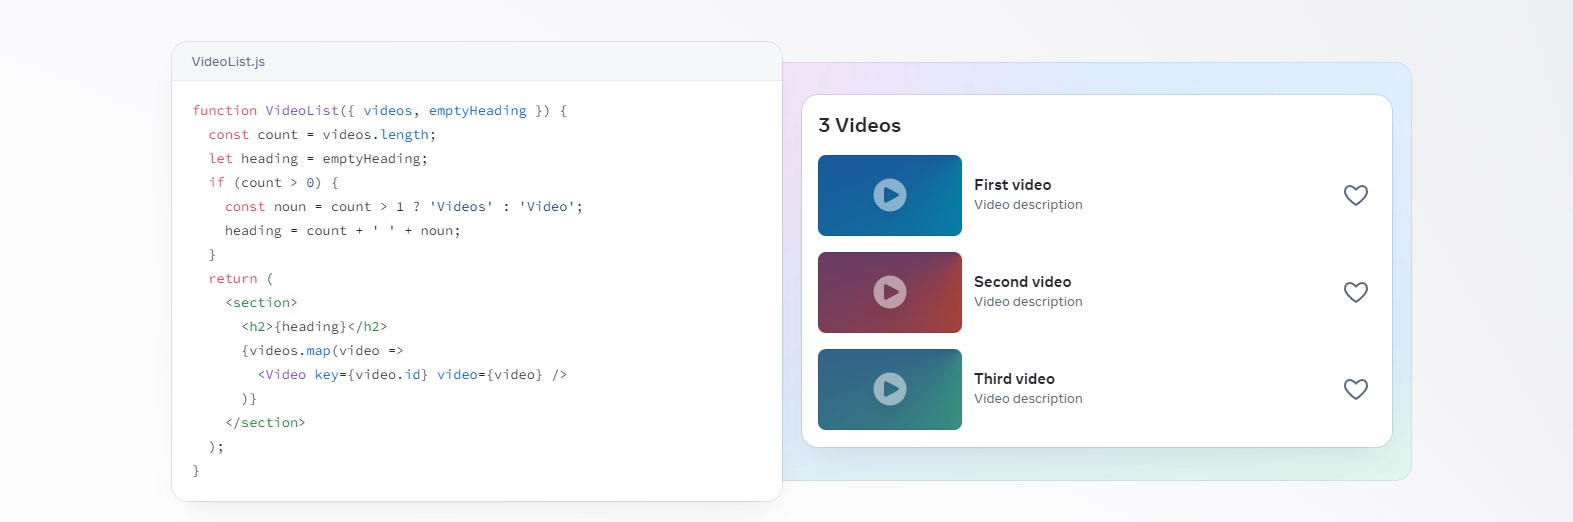 VideoList.js
function VideoList({ videos, emptyHeading }) {
  const count = videos.length;
  let heading = emptyHeading;
  if (count > 0) {
    const noun = count > 1 ? 'Videos' : 'Video';
    heading = count + ' ' + noun;
  }
  return (
    <section>
      <h2>{heading}</h2>
      {videos.map(video =>
        <Video key={video.id} video={video} />
      )}
    </section>
  );
}
3 Videos
First video
Video description
Second video
Video description
Third video
Video description